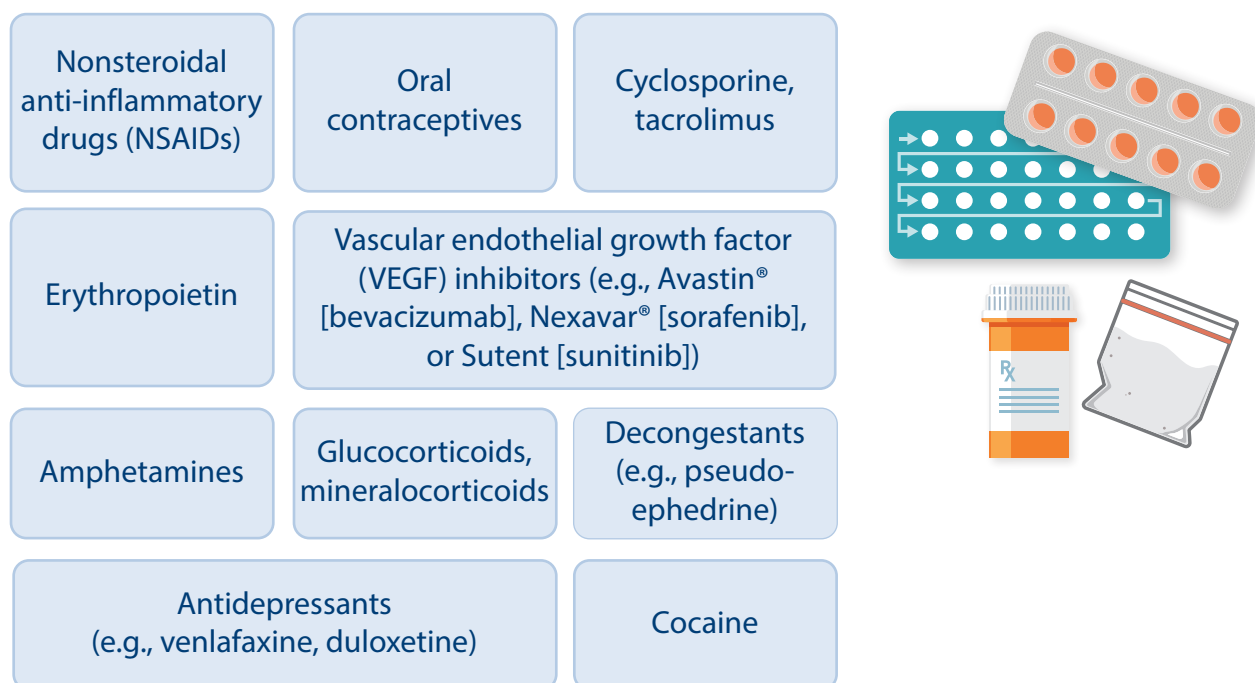 Nonsteroidal
anti-inflammatory
drugs (NSAIDs)
Oral
contraceptives
Cyclosporine,
tacrolimus
Erythropoietin
Vascular endothelial growth factor
(VEGF) inhibitors (e.g., Avastin®
[bevacizumab], Nexavar® [sorafenib],
or Sutent [sunitinib])
Amphetamines
Glucocorticoids,
mineralocorticoids
Decongestants
(e.g., pseudo-
ephedrine)
Antidepressants
(e.g., venlafaxine, duloxetine)
Cocaine
RX